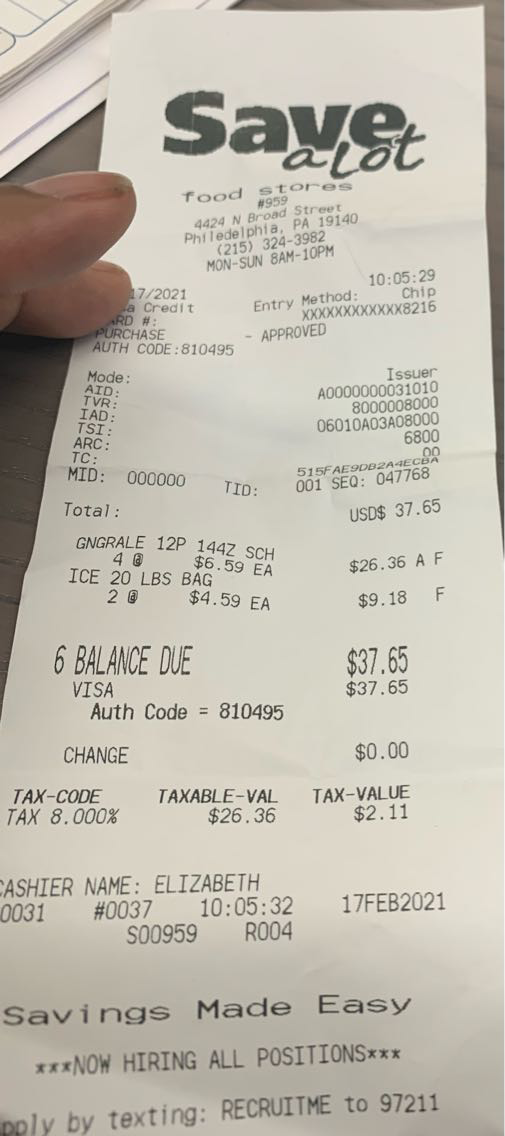 Save
a Lot
food stores
#959
4424 N Broad Street
Philedelphia, PA 19140
(215) 324-3982
MON-SUN 8AM-10PM
17/2021 10:05:29
a Credit Entry Method: Chip
ARD #: XXXXXXXXXXXX8216
PURCHASE - APPROVED
AUTH CODE:810495
Mode: Issuer
AID: A0000000031010
TVR: 8000008000
IAD: 06010A03A08000
TSI: 6800
ARC: 00
TC: 515FAE9DB2A4ECBA
MID: 000000 TID: 001 SEQ: 047768
Total: USD$ 37.65
GNGRALE 12P 144Z SCH
4 @ $6.59 EA $26.36 A F
ICE 20 LBS BAG
2 @ $4.59 EA $9.18 F
6 BALANCE DUE $37.65
VISA $37.65
Auth Code = 810495
CHANGE $0.00
TAX-CODE TAXABLE-VAL TAX-VALUE
TAX 8.000% $26.36 $2.11
CASHIER NAME: ELIZABETH
0031 #0037 10:05:32 17FEB2021
S00959 R004
Savings Made Easy
***NOW HIRING ALL POSITIONS***
pply by texting: RECRUITME to 97211